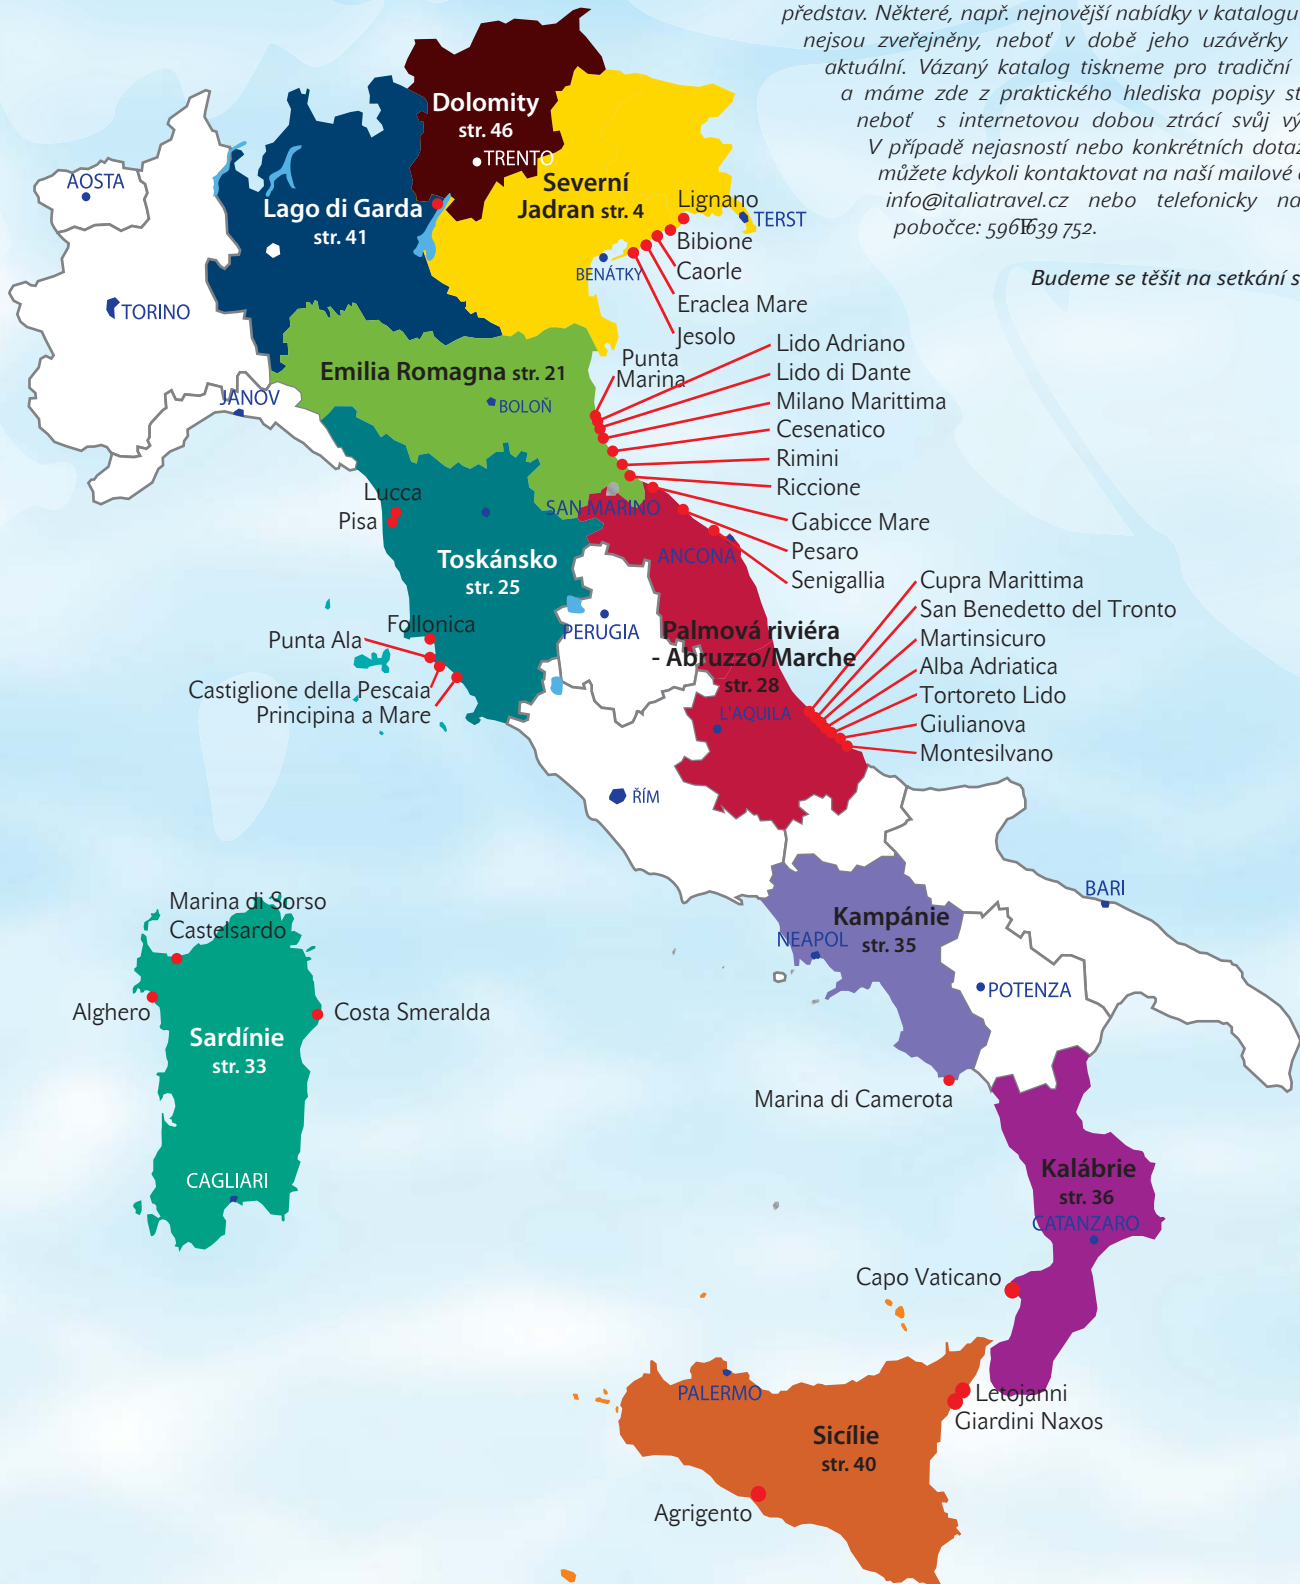 představ. Některé, např. nejnovější nabídky v katalogu
nejsou zveřejněny, neboť v době jeho uzávěrky
aktuální. Vázaný katalog tiskneme pro tradiční
a máme zde z praktického hlediska popisy
neboť s internetovou dobou ztrácí svůj
V případě nejasností nebo konkrétních
můžete kdykoli kontaktovat na naší mailové
info@italiatravel.cz nebo telefonicky
pobočce: 752.
Budeme se těšit na setkání
Dolomity
str. 46
TRENTO
Severní
Jadran str. 4
Lago di Garda
str. 41
AOSTA
TORINO
JANOV
Lignano
TERST
Bibione
BENÁTKY
Caorle
Eraclea Mare
Jesolo
Emilia Romagna str. 21
BOLOŇ
Punta
Marina
Lido Adriano
Lido di Dante
Milano Marittima
Cesenatico
Rimini
Riccione
Gabicce Mare
Pesaro
Senigallia
SAN MARINO
ANCONA
Lucca
Pisa
Toskánsko
str. 25
Follonica
Punta Ala
Castiglione della Pescaia
Principina a Mare
PERUGIA
Palmová riviéra
- Abruzzo/Marche
str. 28
L'AQUILA
Cupra Marittima
San Benedetto del Tronto
Martinsicuro
Alba Adriatica
Tortoreto Lido
Giulianova
Montesilvano
ŘÍM
BARI
Kampánie
str. 35
NEAPOL
POTENZA
Marina di Camerota
Marina di Sorso
Castelsardo
Alghero
Costa Smeralda
Sardínie
str. 33
CAGLIARI
Kalábrie
str. 36
CATANZARO
Capo Vaticano
PALERMO
Letojanni
Giardini Naxos
Sicílie
str. 40
Agrigento